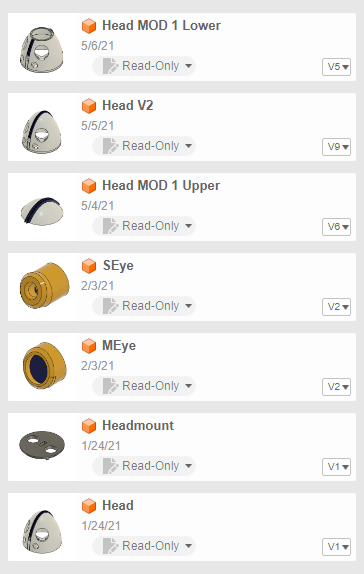 Head MOD 1 Lower
5/6/21
Read-Only
V5
Head V2
5/5/21
Read-Only
V9
Head MOD 1 Upper
5/4/21
Read-Only
V6
SEye
2/3/21
Read-Only
V2
MEye
2/3/21
Read-Only
V2
Headmount
1/24/21
Read-Only
V1
Head
1/24/21
Read-Only
V1